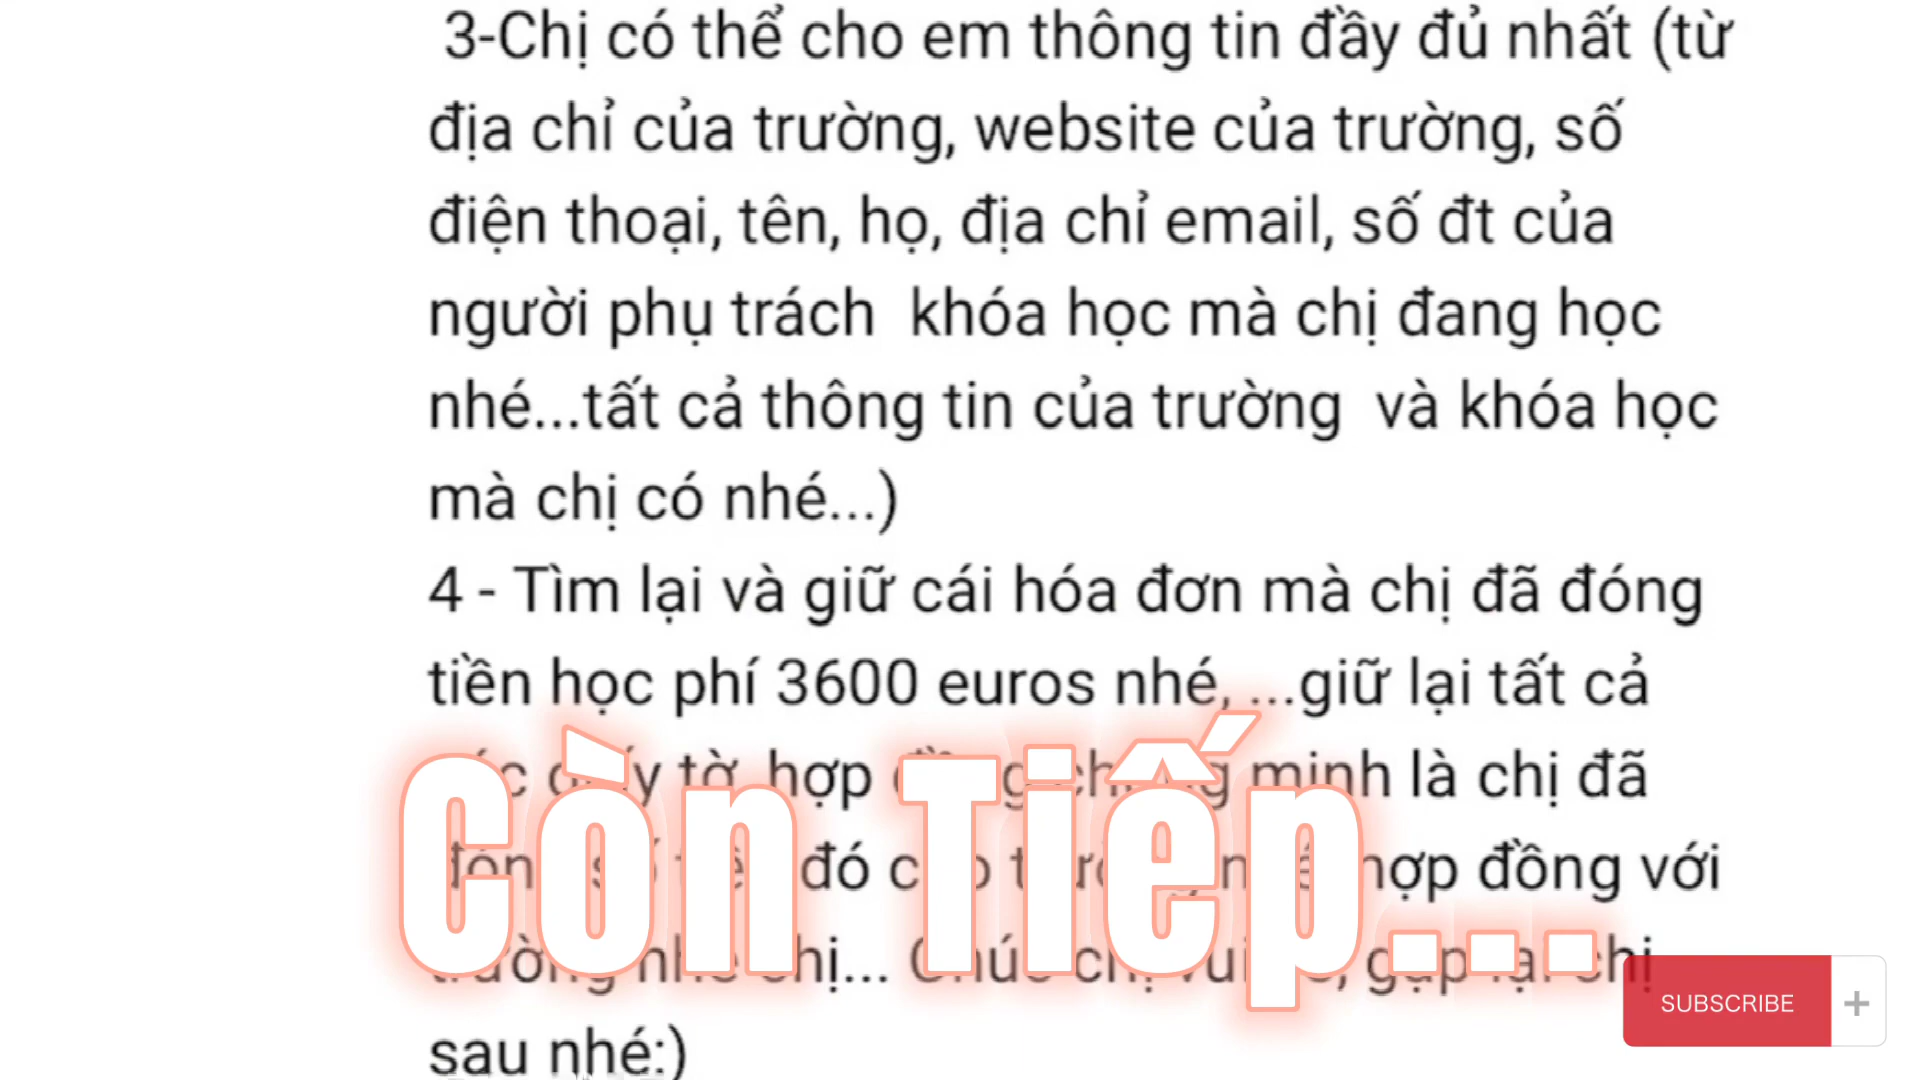 3-Chị có thể cho em thông tin đầy đủ nhất (từ
địa chỉ của trường, website của trường, số
điện thoại, tên, họ, địa chỉ email, số đt của
người phụ trách khóa học mà chị đang học
nhé...tất cả thông tin của trường và khóa học
mà chị có nhé...)
4 - Tìm lại và giữ cái hóa đơn mà chị đã đóng
tiền học phí 3600 euros nhé, ...giữ lại tất cả
tờ, hợp minh là chị đã
đó hợp đồng với
gặp lại chị
sau nhé:)
Còn Tiếp...
SUBSCRIBE +